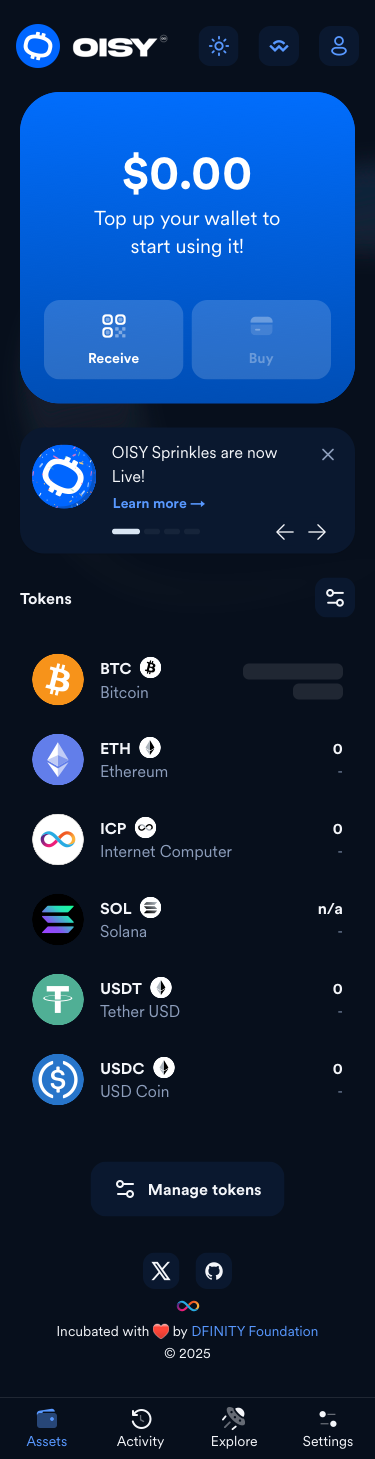 OISY
$0.00
Top up your wallet to
start using it!
Receive
Buy
OISY Sprinkles are now
Live!
Learn more →
Tokens
BTC
Bitcoin
ETH 0
Ethereum -
ICP 0
Internet Computer -
SOL n/a
Solana -
USDT 0
Tether USD -
USDC 0
USD Coin -
Manage tokens
Incubated with ❤️ by DFINITY Foundation
© 2025
Assets Activity Explore Settings